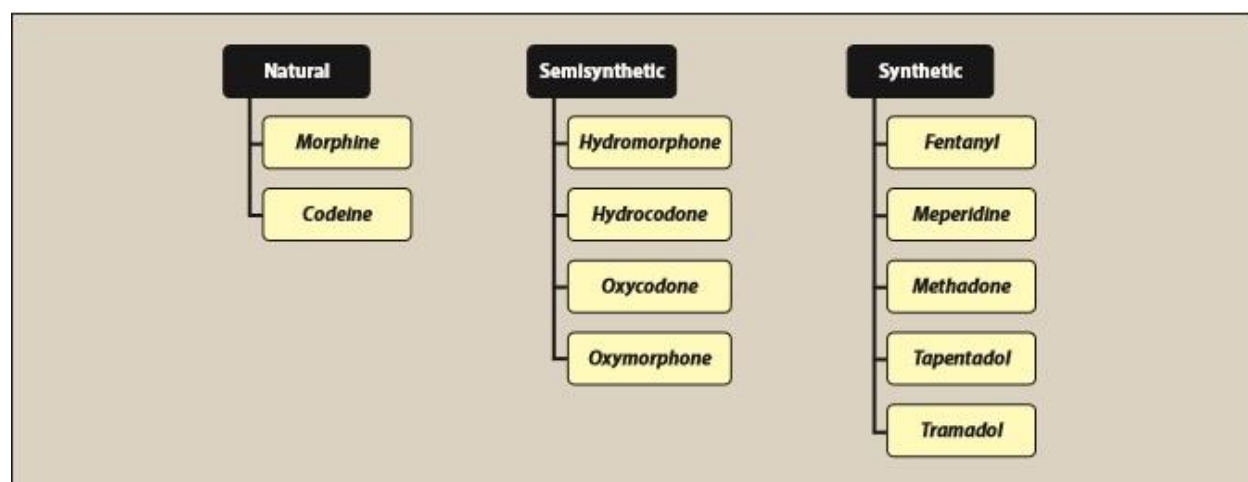 Natural
Morphine
Codeine
Semisynthetic
Hydromorphone
Hydrocodone
Oxycodone
Oxymorphone
Synthetic
Fentanyl
Meperidine
Methadone
Tapentadol
Tramadol